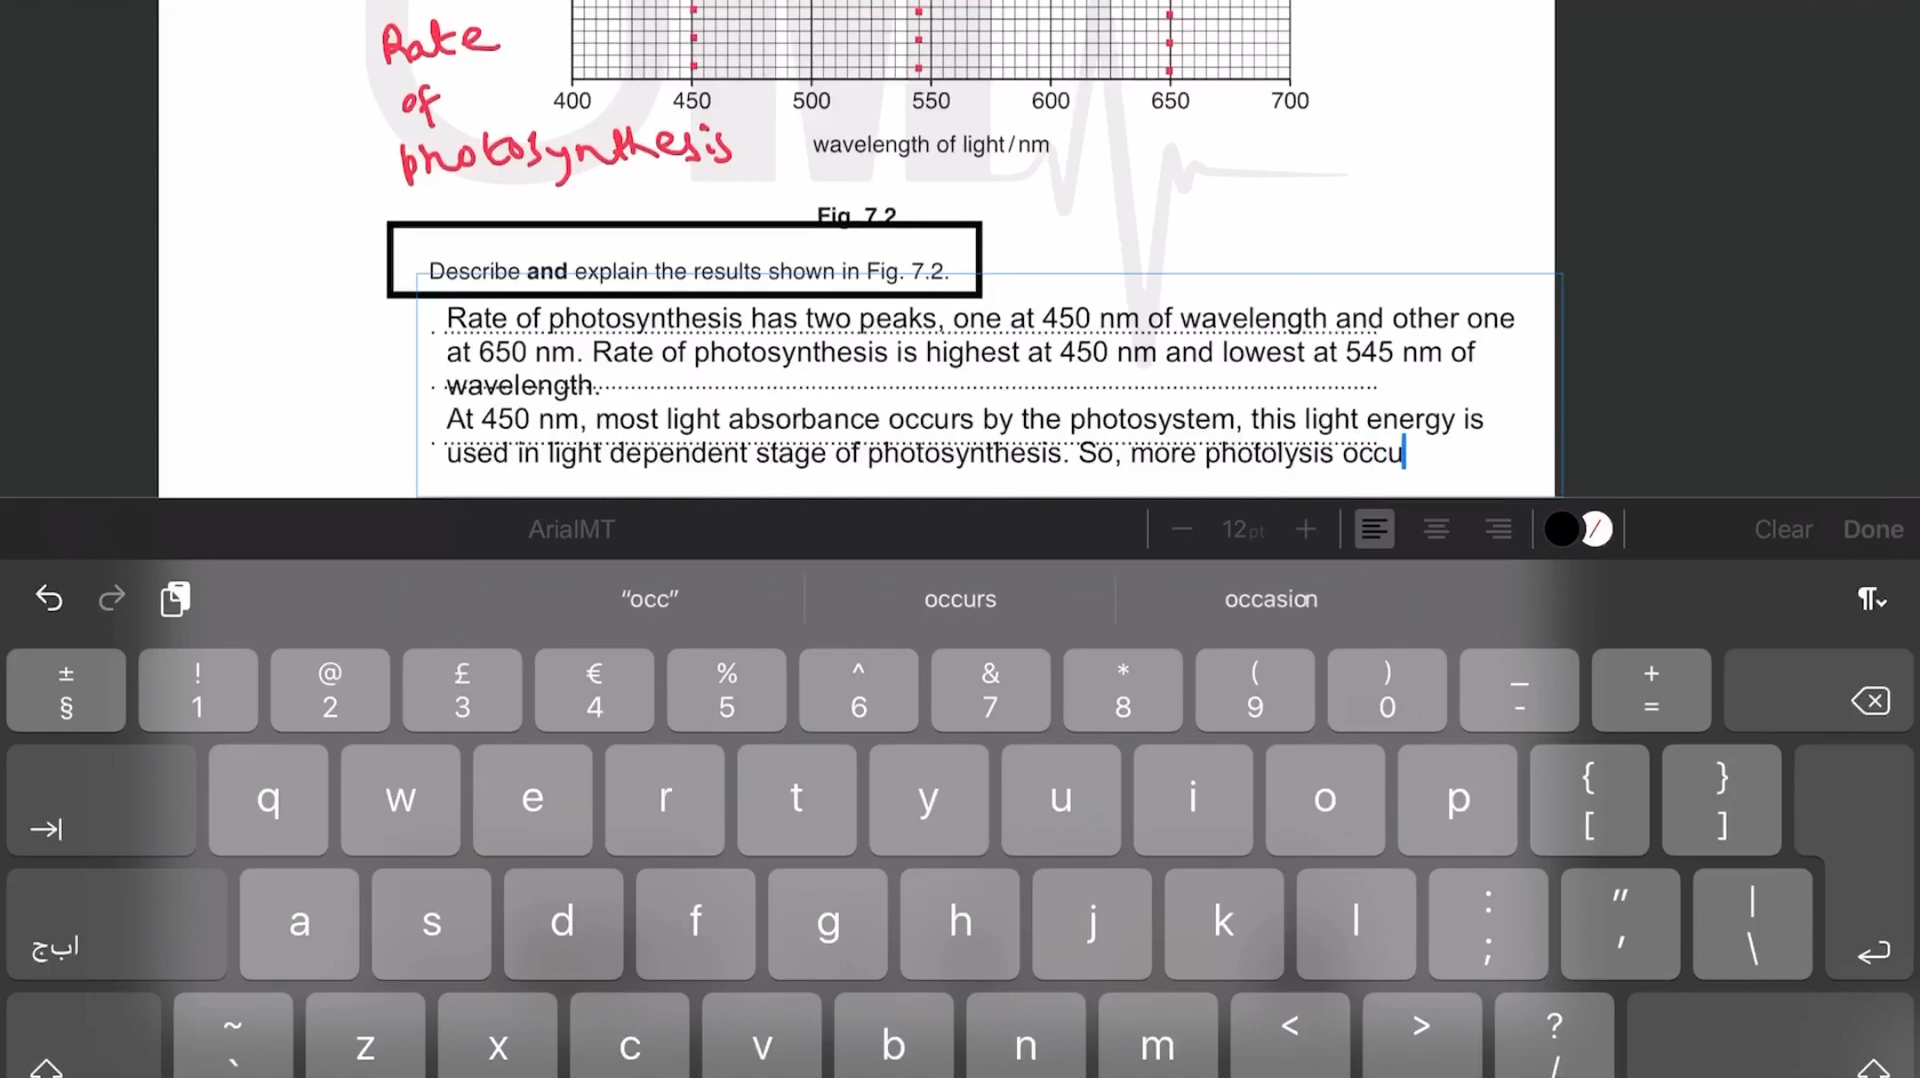 Rate
of
photosynthesis
400 450 500 550 600 650 700
wavelength of light/nm
Fig. 7.2
Describe and explain the results shown in Fig. 7.2.
Rate of photosynthesis has two peaks, one at 450 nm of wavelength and other one
at 650 nm. Rate of photosynthesis is highest at 450 nm and lowest at 545 nm of
wavelength.
At 450 nm, most light absorbance occurs by the photosystem, this light energy is
used in light dependent stage of photosynthesis. So, more photolysis occu
ArialMT − 12pt + Clear Done
“occ” occurs occasion
± ! @ £ € % ^ & * ( ) _ +
§ 1 2 3 4 5 6 7 8 9 0 - =
q w e r t y u i o p { }
[ ]
a s d f g h j k l : " |
ابج ; ' \
~ z x c v b n m < > ?
` /